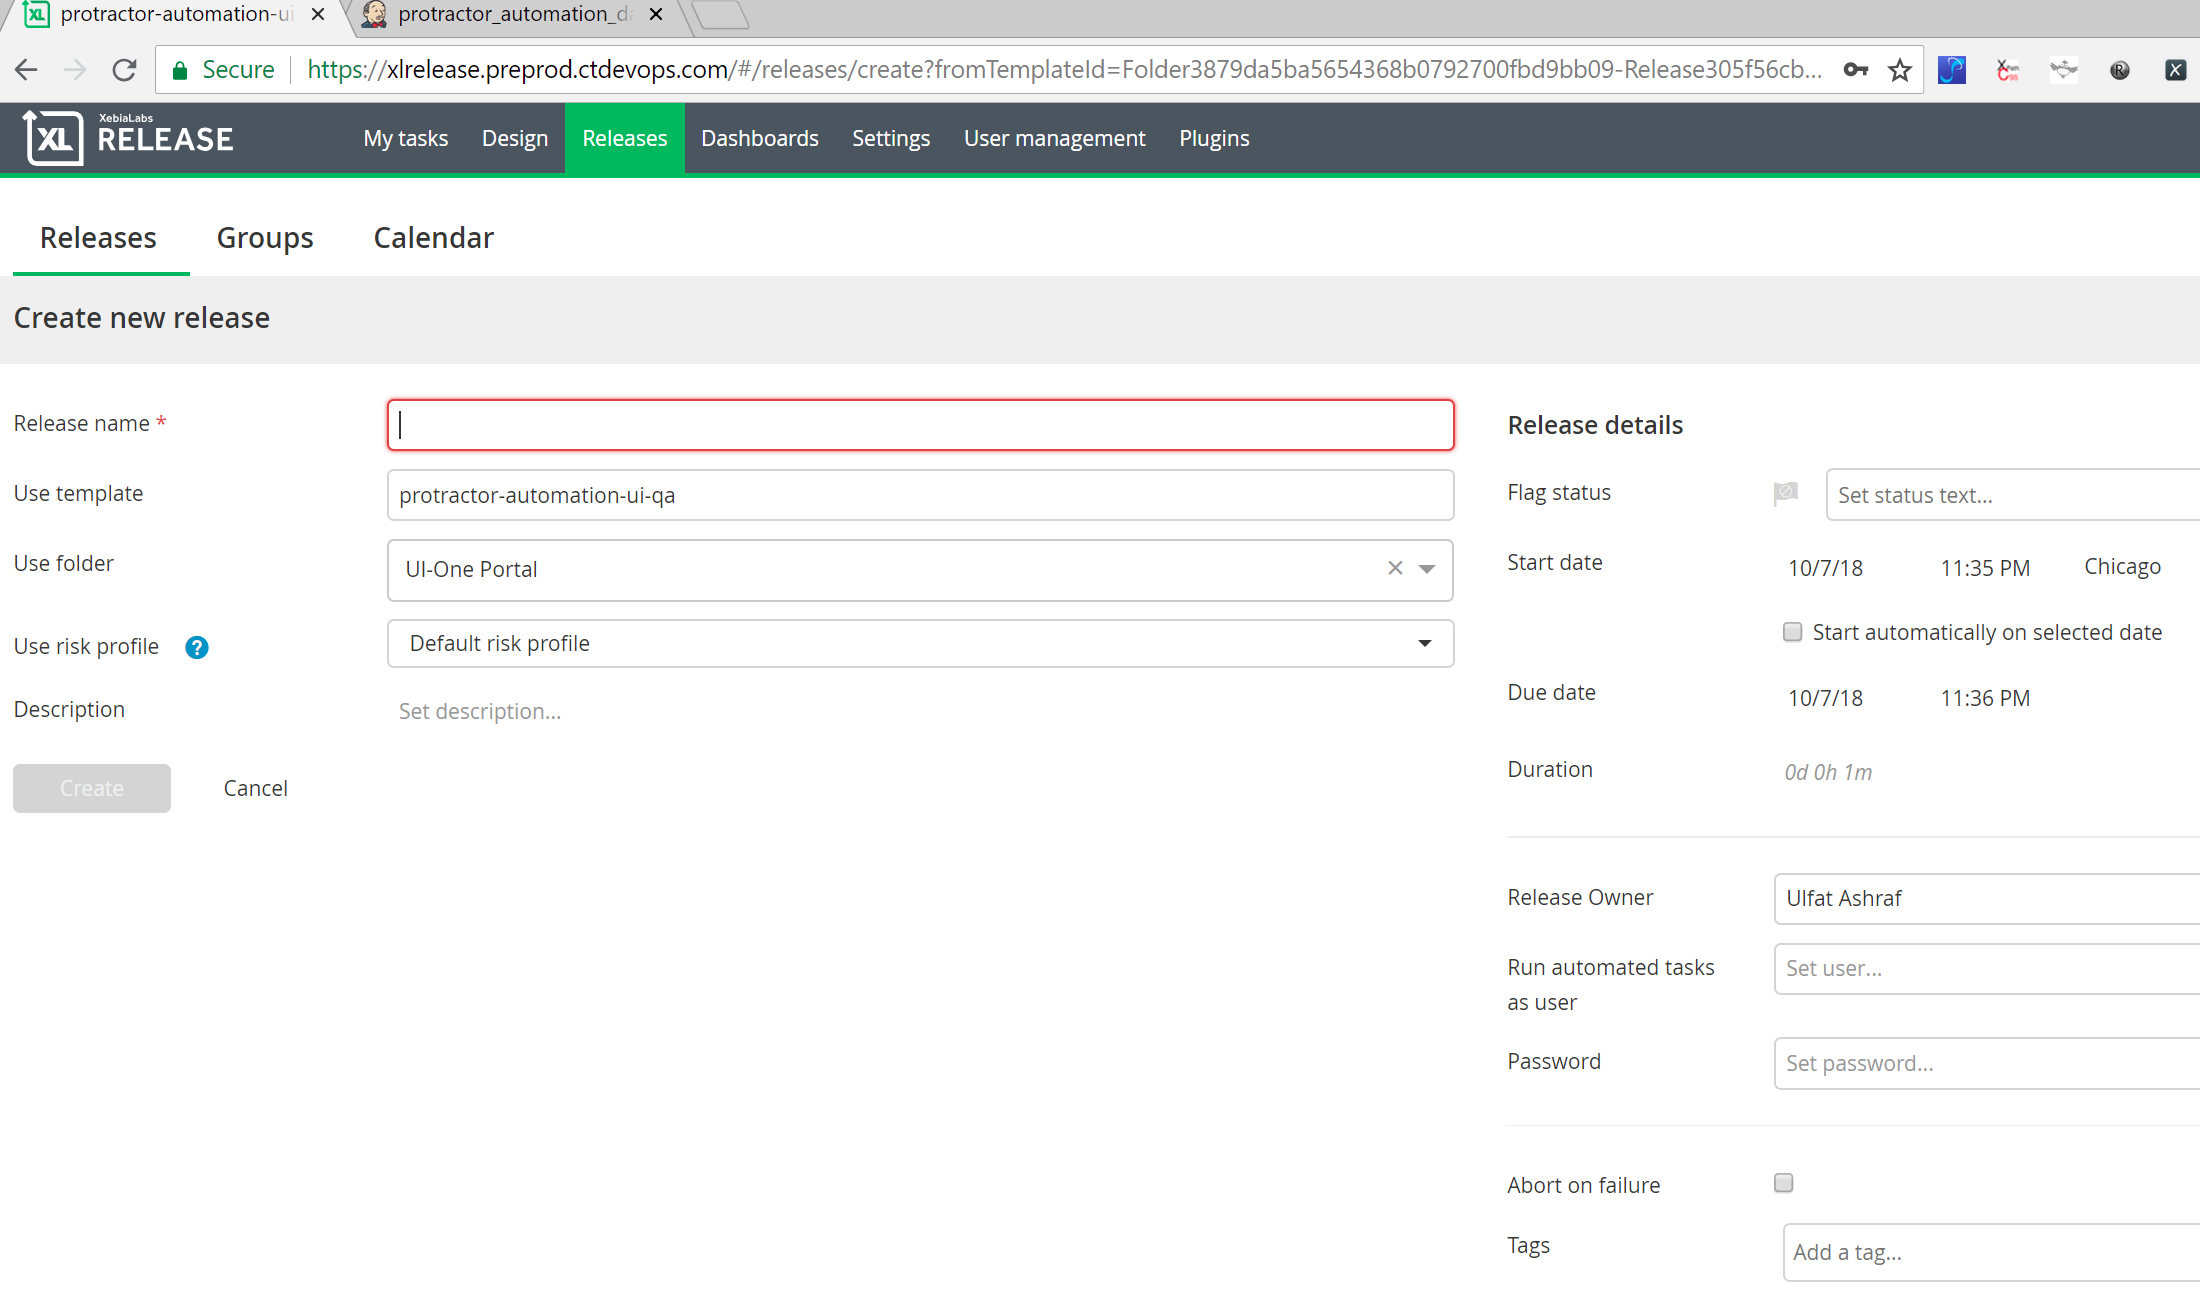 protractor-automation-ui
protractor_automation_da
Secure
https://xlrelease.preprod.ctdevops.com/#/releases/create?fromTemplateId=Folder3879da5ba5654368b0792700fbd9bb09-Release305f56cb...
XL
XebiaLabs
RELEASE
My tasks
Design
Releases
Dashboards
Settings
User management
Plugins
Releases
Groups
Calendar
Create new release
Release name *
Use template
protractor-automation-ui-qa
Use folder
UI-One Portal
Use risk profile ?
Default risk profile
Description
Set description...
Create
Cancel
Release details
Flag status
Set status text...
Start date
10/7/18
11:35 PM
Chicago
Start automatically on selected date
Due date
10/7/18
11:36 PM
Duration
0d 0h 1m
Release Owner
Ulfat Ashraf
Run automated tasks
as user
Set user...
Password
Set password...
Abort on failure
Tags
Add a tag...